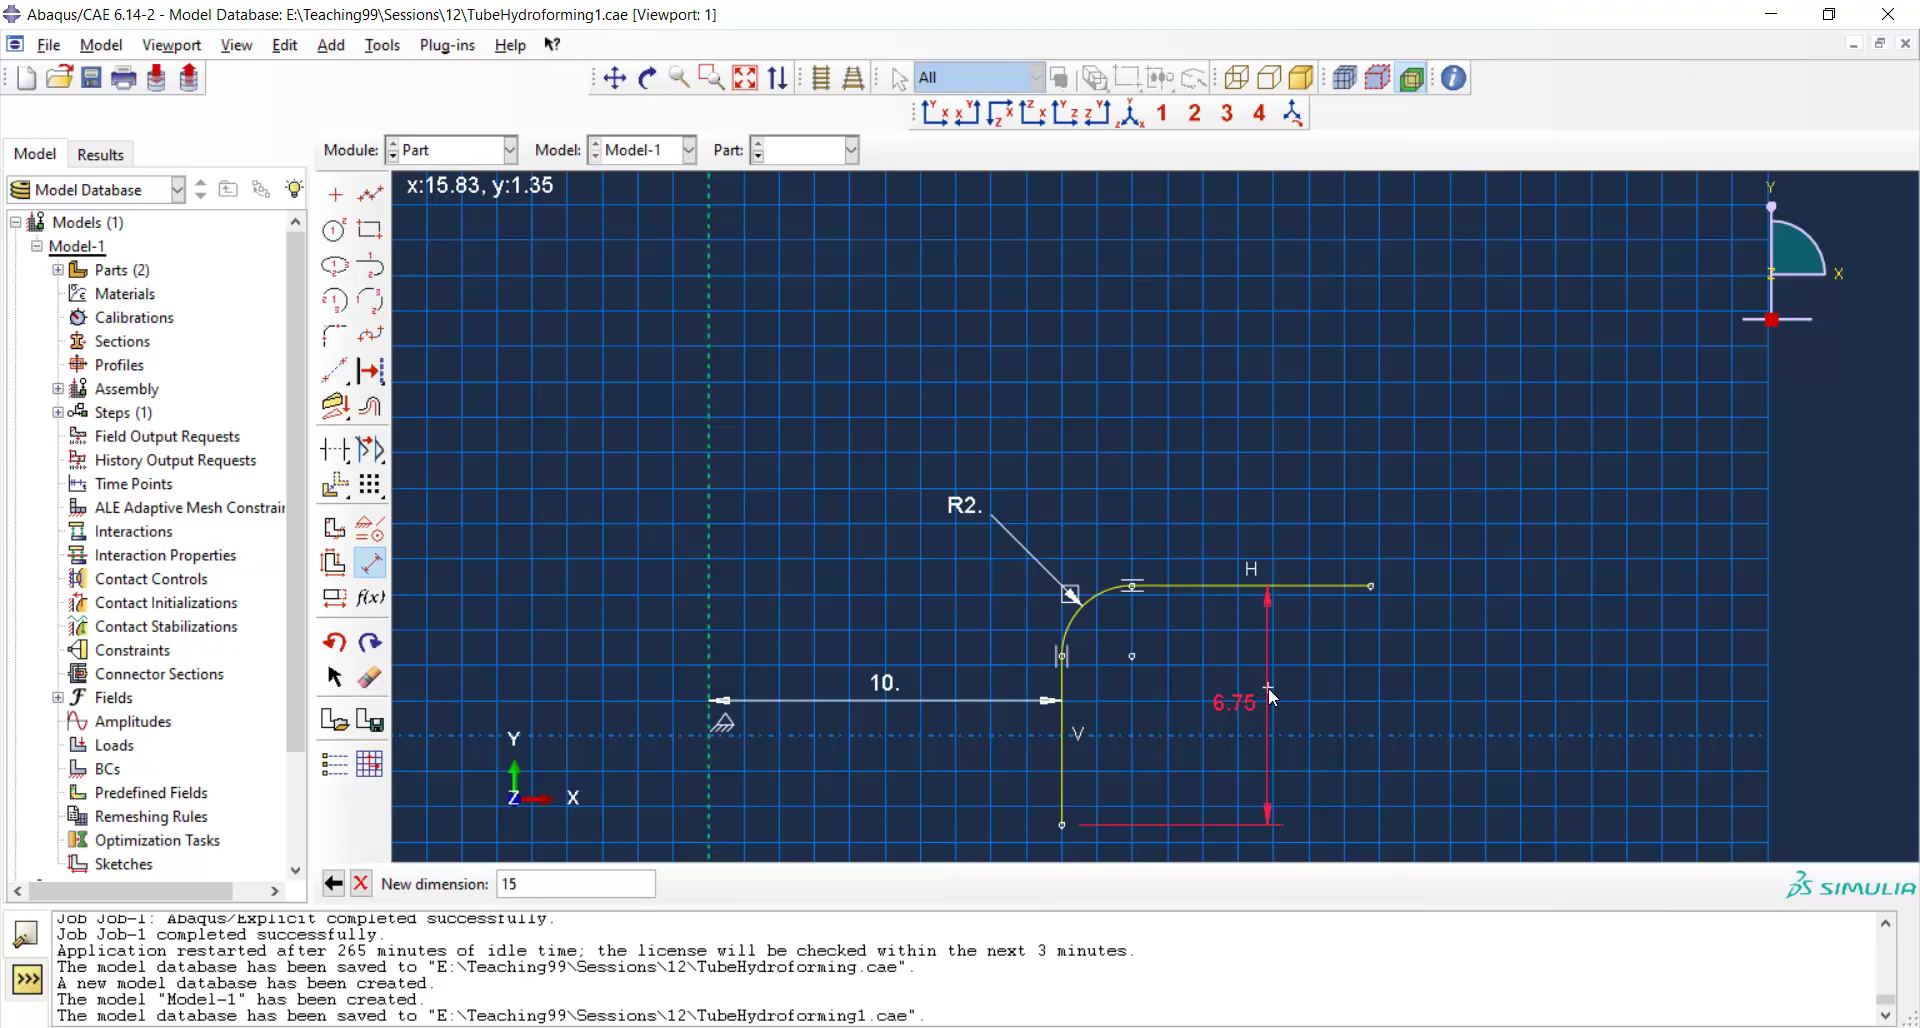 Abaqus/CAE 6.14-2 - Model Database: E:\Teaching99\Sessions\12\TubeHydroforming1.cae [Viewport: 1]
File Model Viewport View Edit Add Tools Plug-ins Help
All
1 2 3 4
Model Results
Module: Part Model: Model-1 Part:
Model Database
x:15.83, y:1.35
Models (1)
Model-1
Parts (2)
Materials
Calibrations
Sections
Profiles
Assembly
Steps (1)
Field Output Requests
History Output Requests
Time Points
ALE Adaptive Mesh Constrain
Interactions
Interaction Properties
Contact Controls
Contact Initializations
Contact Stabilizations
Constraints
Connector Sections
Fields
Amplitudes
Loads
BCs
Predefined Fields
Remeshing Rules
Optimization Tasks
Sketches
f(x)
Y
Z X
R2.
H
10.
6.75
V
Y
Z X
New dimension: 15
SIMULIA
Job Job-1: Abaqus/Explicit completed successfully.
Job Job-1 completed successfully.
Application restarted after 265 minutes of idle time; the license will be checked within the next 3 minutes.
The model database has been saved to "E:\Teaching99\Sessions\12\TubeHydroforming.cae".
A new model database has been created.
The model "Model-1" has been created.
The model database has been saved to "E:\Teaching99\Sessions\12\TubeHydroforming1.cae".